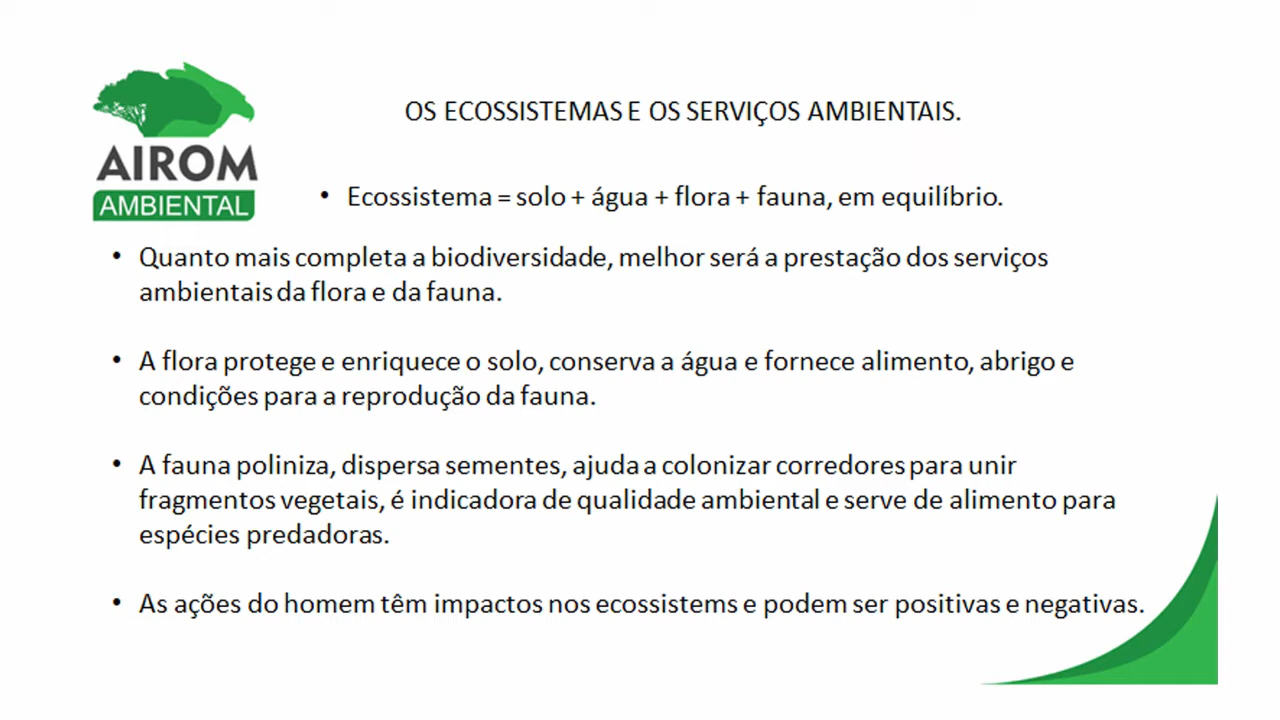 AIROM
AMBIENTAL
OS ECOSSISTEMAS E OS SERVIÇOS AMBIENTAIS.
• Ecossistema = solo + água + flora + fauna, em equilíbrio.
• Quanto mais completa a biodiversidade, melhor será a prestação dos serviços
ambientais da flora e da fauna.
• A flora protege e enriquece o solo, conserva a água e fornece alimento, abrigo e
condições para a reprodução da fauna.
• A fauna poliniza, dispersa sementes, ajuda a colonizar corredores para unir
fragmentos vegetais, é indicadora de qualidade ambiental e serve de alimento para
espécies predadoras.
• As ações do homem têm impactos nos ecossistems e podem ser positivas e negativas.